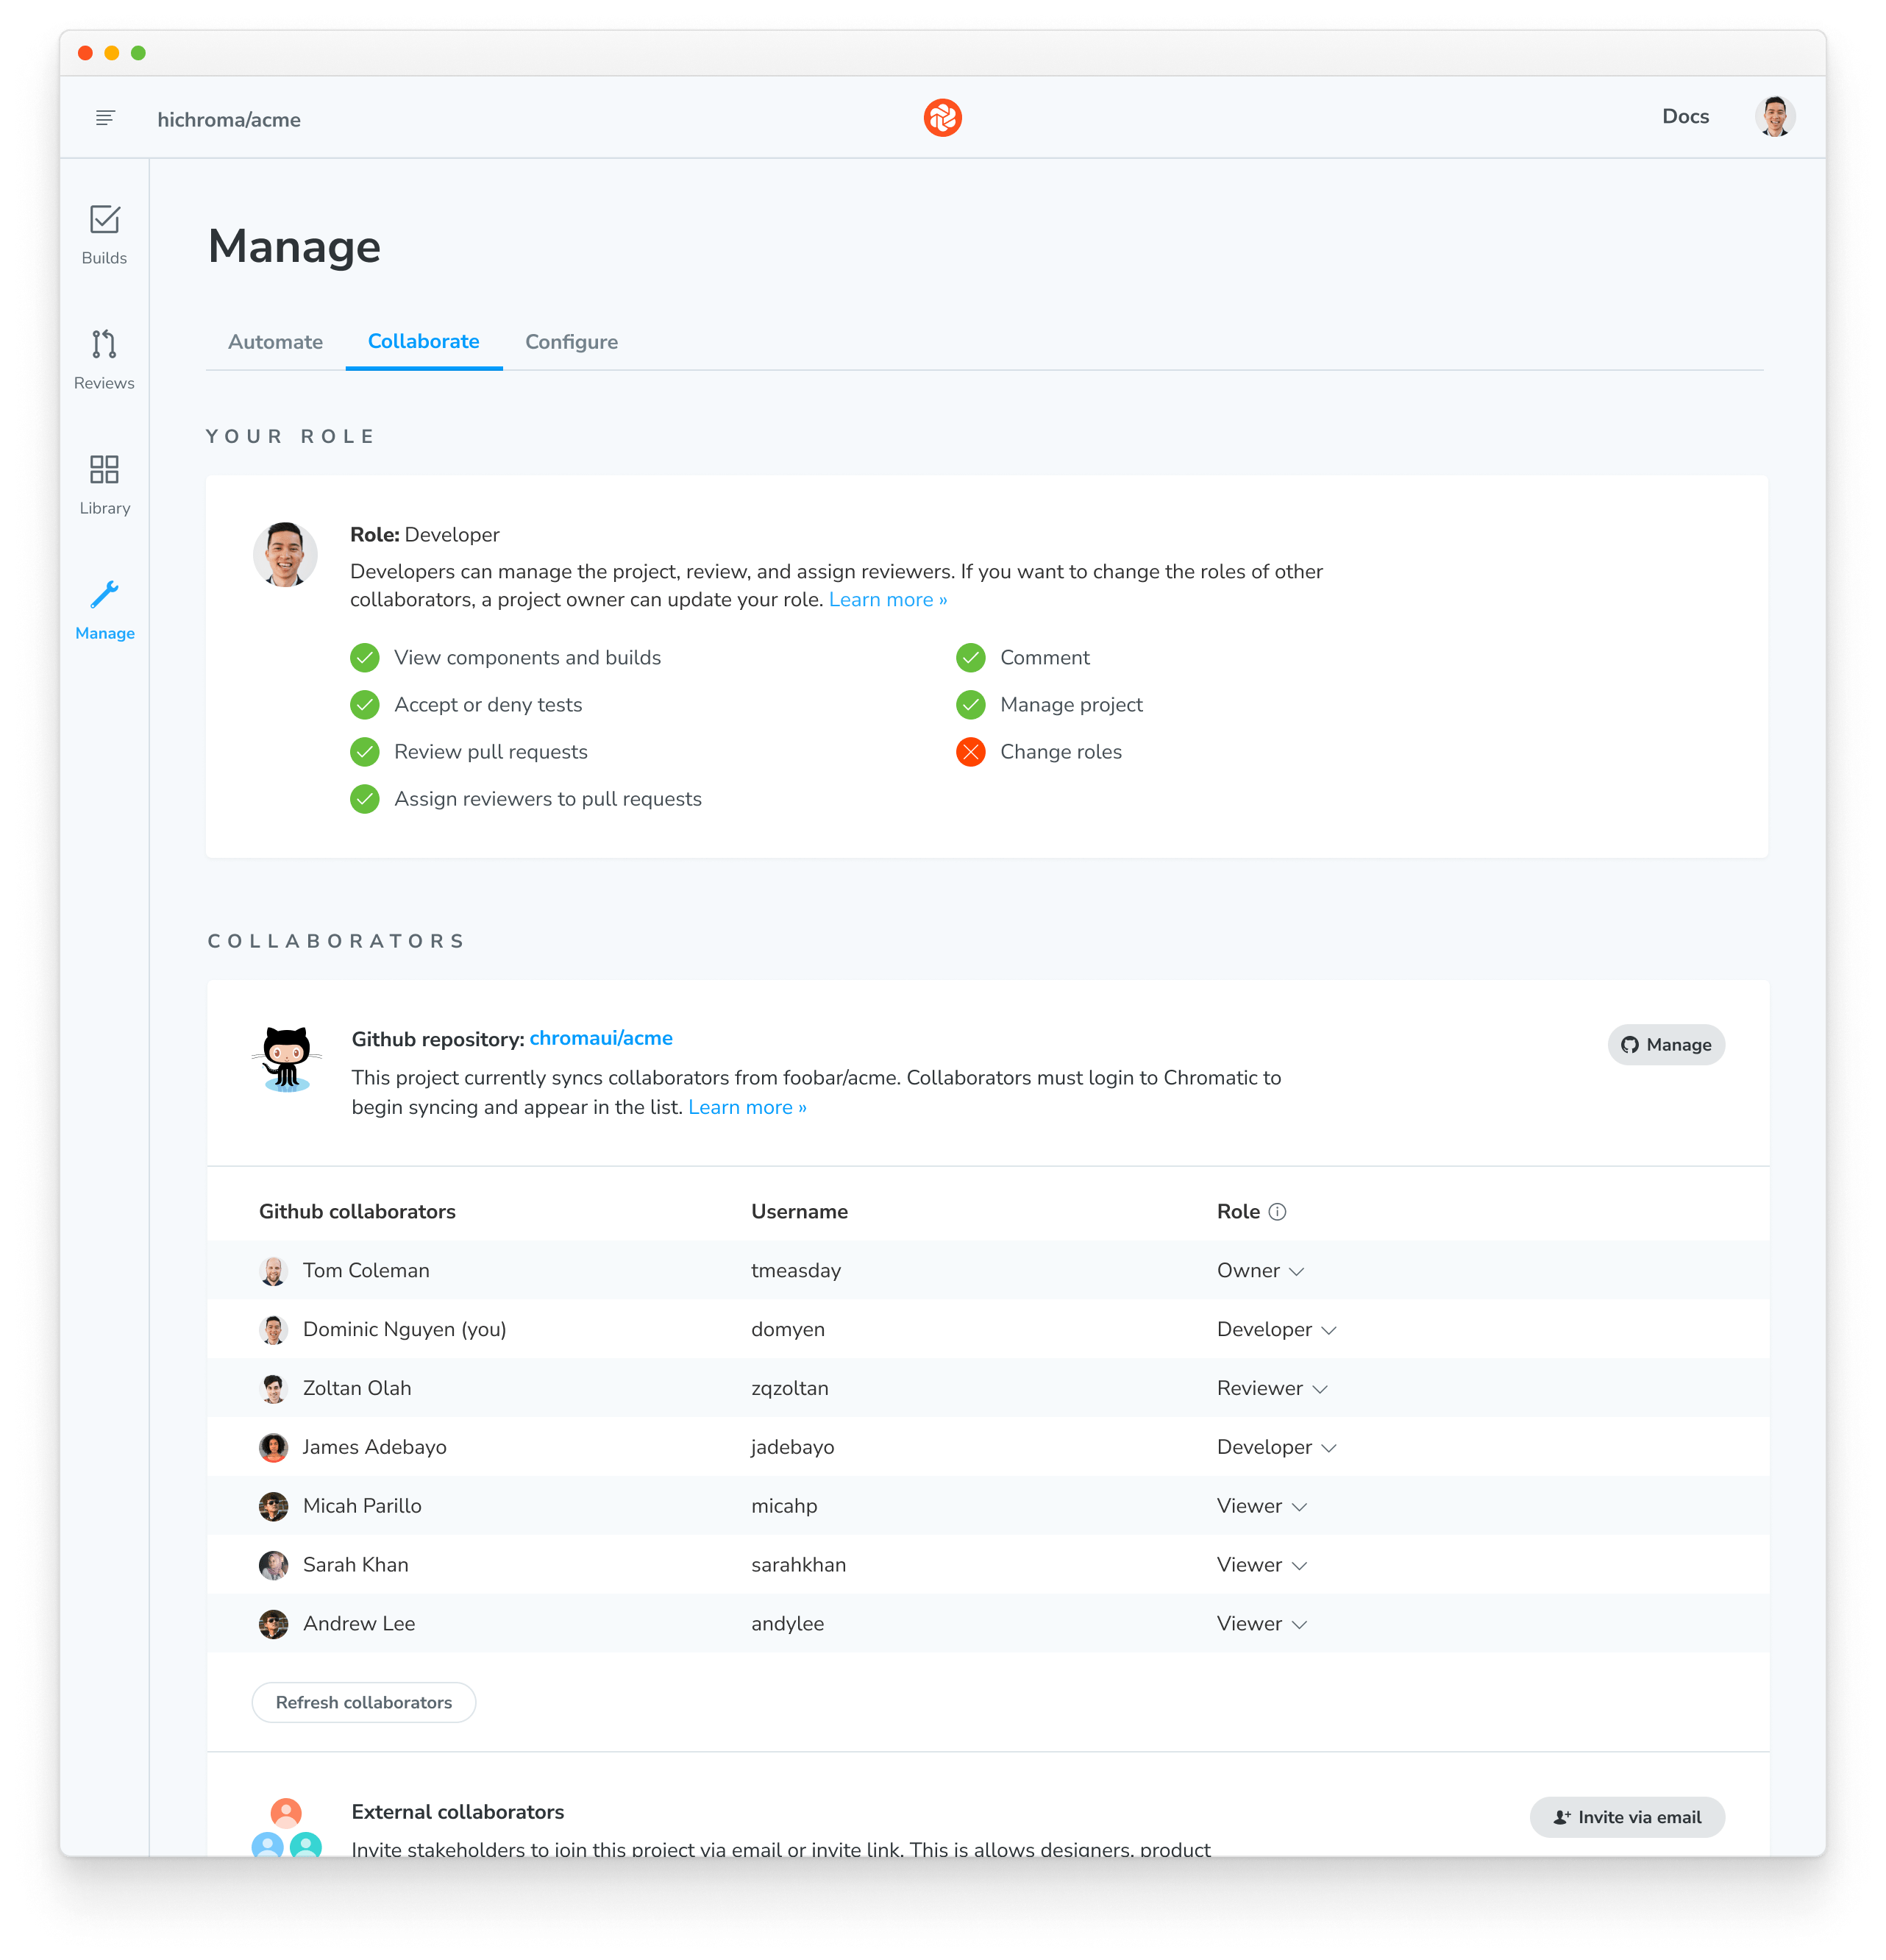 hichroma/acme
Docs
Builds
Reviews
Library
Manage
Manage
Automate Collaborate Configure
YOUR ROLE
Role: Developer
Developers can manage the project, review, and assign reviewers. If you want to change the roles of other
collaborators, a project owner can update your role. Learn more »
View components and builds
Accept or deny tests
Review pull requests
Assign reviewers to pull requests
Comment
Manage project
Change roles
COLLABORATORS
Github repository: chromaui/acme
Manage
This project currently syncs collaborators from foobar/acme. Collaborators must login to Chromatic to
begin syncing and appear in the list. Learn more »
Github collaborators Username Role
Tom Coleman tmeasday Owner
Dominic Nguyen (you) domyen Developer
Zoltan Olah zqzoltan Reviewer
James Adebayo jadebayo Developer
Micah Parillo micahp Viewer
Sarah Khan sarahkhan Viewer
Andrew Lee andylee Viewer
Refresh collaborators
External collaborators
Invite via email
Invite stakeholders to join this project via email or invite link. This is allows designers, product